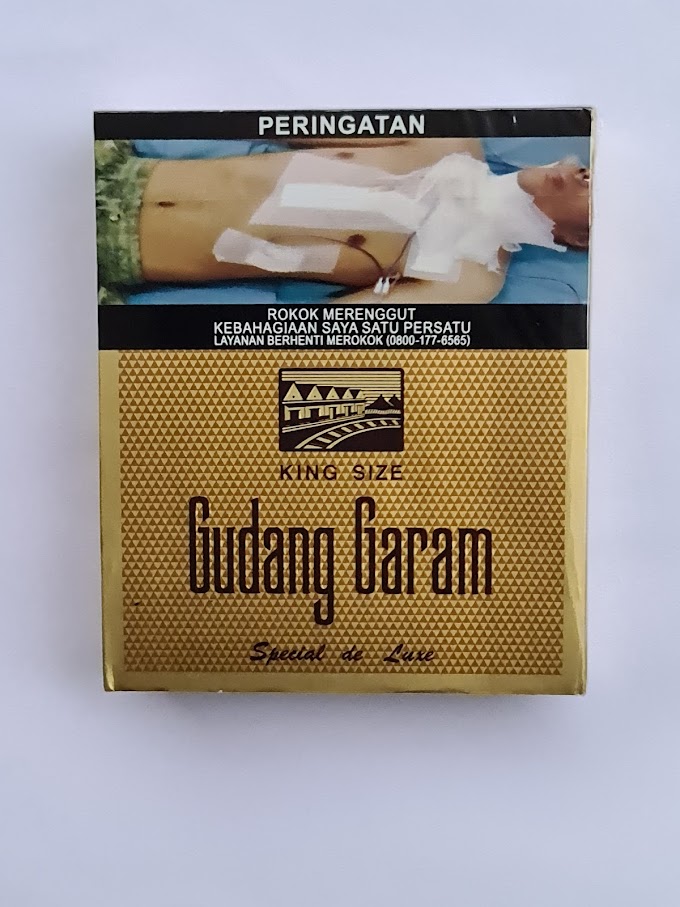 PERINGATAN
ROKOK MERENGGUT
KEBAHAGIAAN SAYA SATU PERSATU
LAYANAN BERHENTI MEROKOK (0800-177-6565)
KING SIZE
Gudang Garam
Special de Luxe